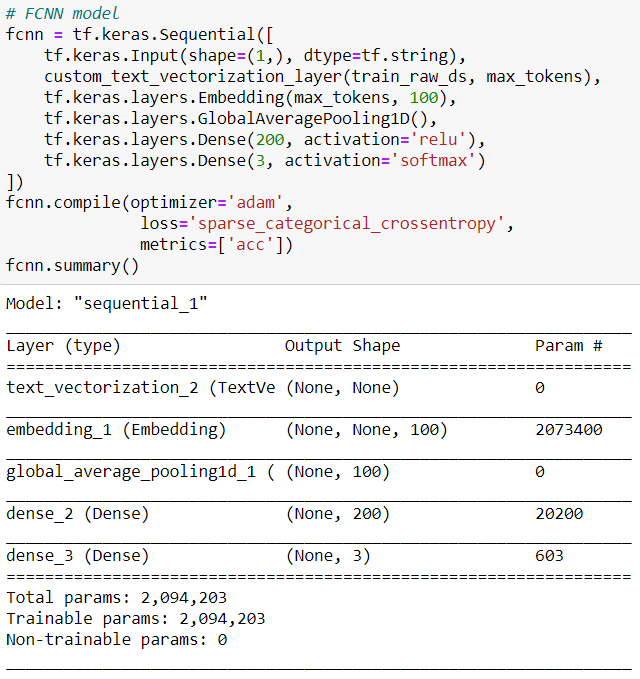 # FCNN model
fcnn = tf.keras.Sequential([
    tf.keras.Input(shape=(1,), dtype=tf.string),
    custom_text_vectorization_layer(train_raw_ds, max_tokens),
    tf.keras.layers.Embedding(max_tokens, 100),
    tf.keras.layers.GlobalAveragePooling1D(),
    tf.keras.layers.Dense(200, activation='relu'),
    tf.keras.layers.Dense(3, activation='softmax')
])
fcnn.compile(optimizer='adam',
             loss='sparse_categorical_crossentropy',
             metrics=['acc'])
fcnn.summary()
Model: "sequential_1"
_________________________________________________________________
Layer (type)                 Output Shape              Param #
=================================================================
text_vectorization_2 (TextVe (None, None)              0
_________________________________________________________________
embedding_1 (Embedding)      (None, None, 100)         2073400
_________________________________________________________________
global_average_pooling1d_1 ( (None, 100)               0
_________________________________________________________________
dense_2 (Dense)              (None, 200)               20200
_________________________________________________________________
dense_3 (Dense)              (None, 3)                 603
=================================================================
Total params: 2,094,203
Trainable params: 2,094,203
Non-trainable params: 0
_________________________________________________________________